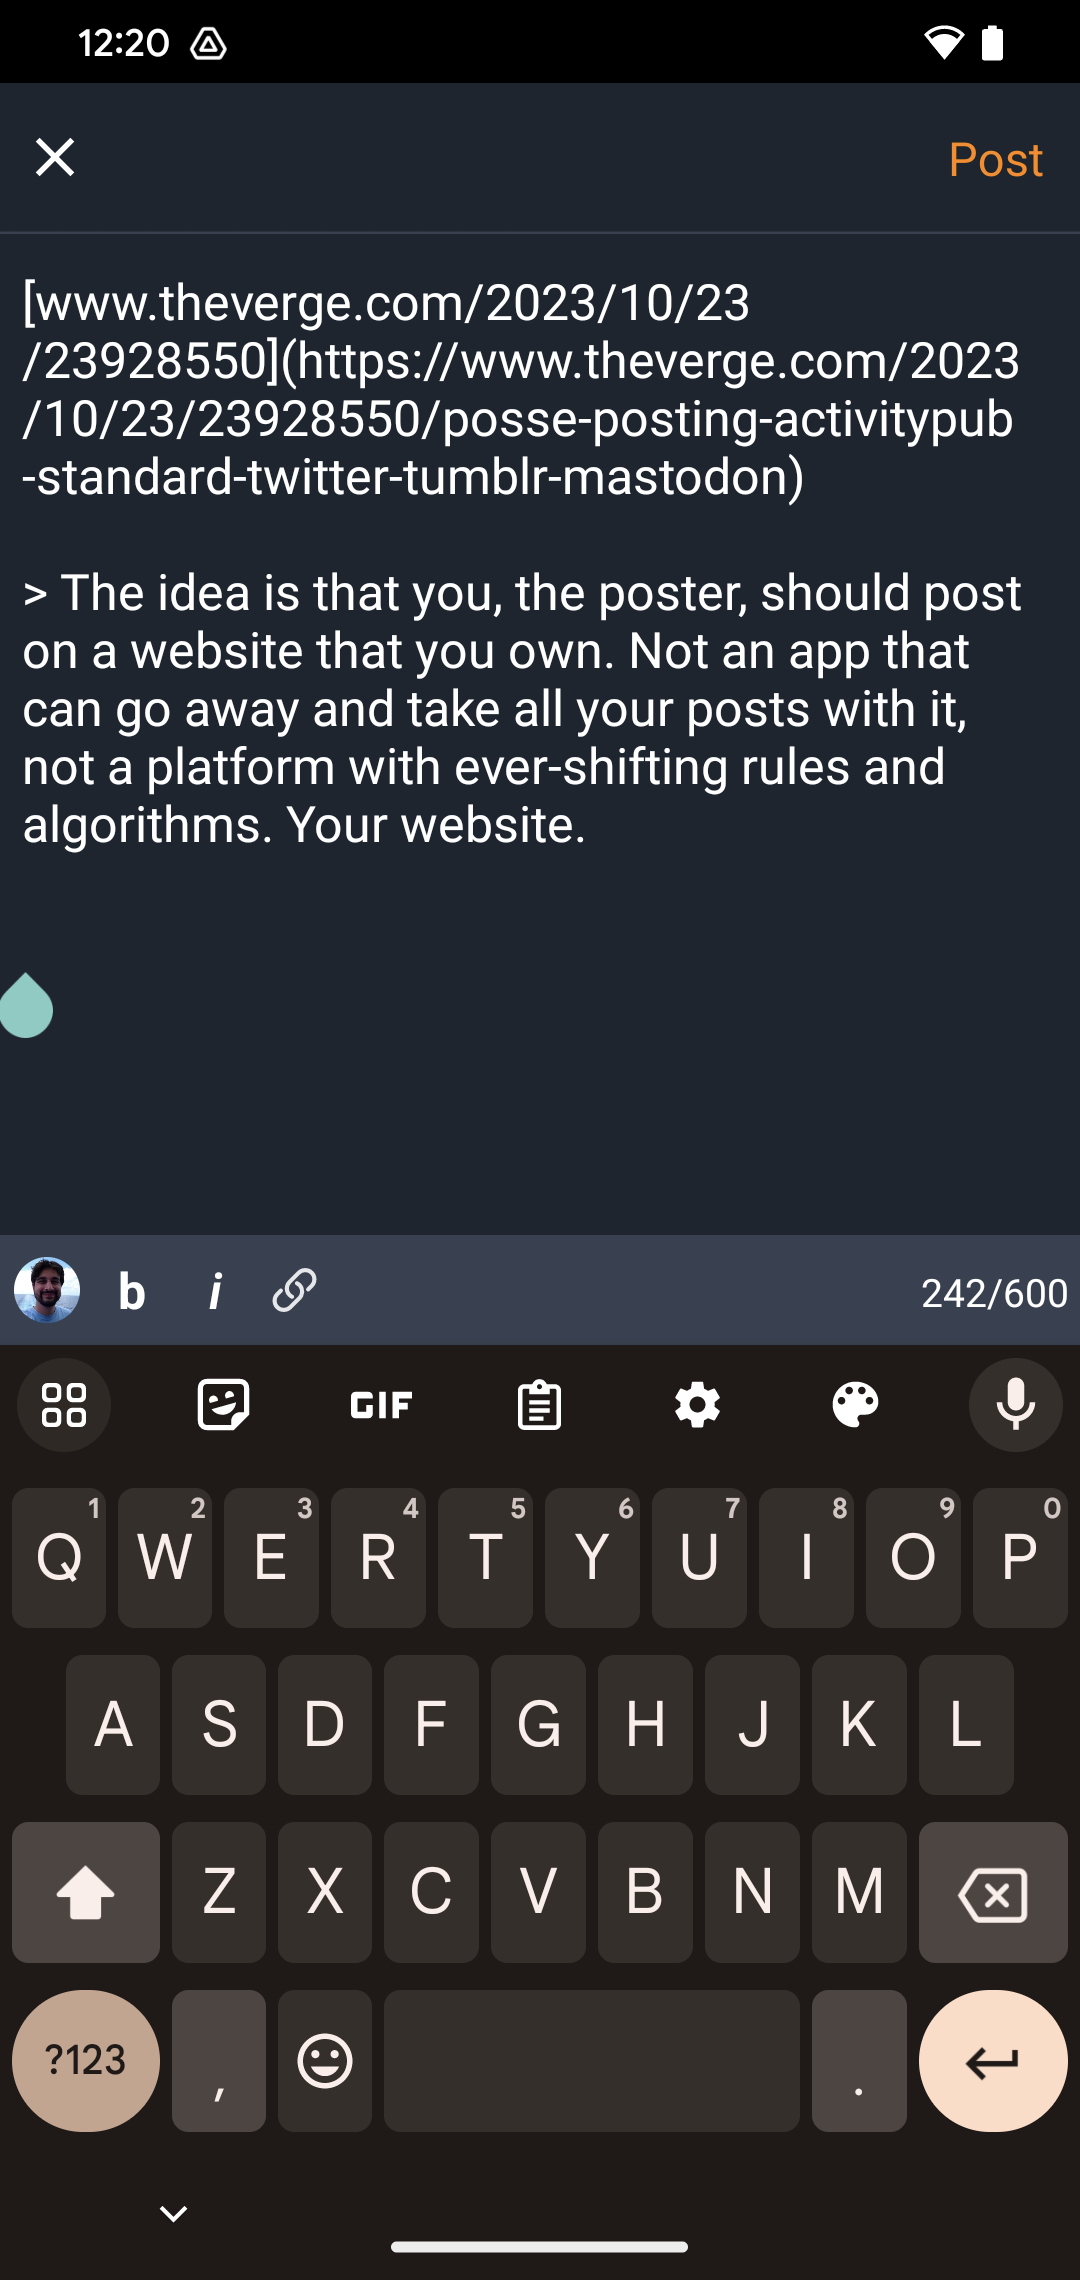 12:20
Post
[www.theverge.com/2023/10/23
/23928550](https://www.theverge.com/2023
/10/23/23928550/posse-posting-activitypub
-standard-twitter-tumblr-mastodon)
> The idea is that you, the poster, should post
on a website that you own. Not an app that
can go away and take all your posts with it,
not a platform with ever-shifting rules and
algorithms. Your website.
b i 242/600
GIF
1 2 3 4 5 6 7 8 9 0
Q W E R T Y U I O P
A S D F G H J K L
Z X C V B N M
?123 , .